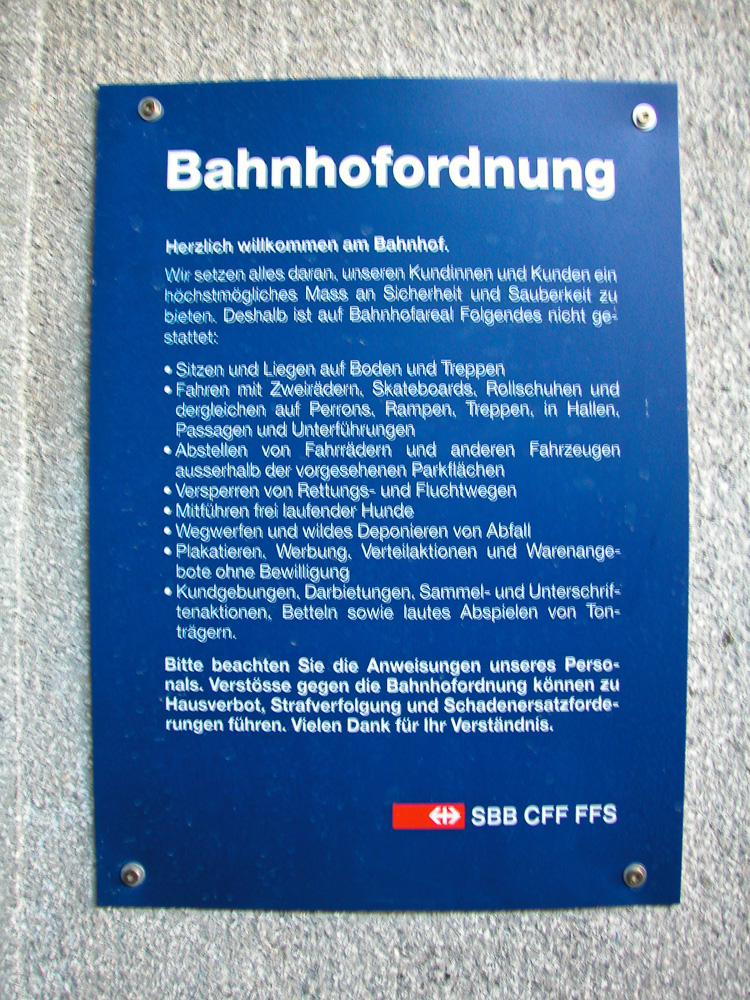 Bahnhofordnung
Herzlich willkommen am Bahnhof.
Wir setzen alles daran, unseren Kundinnen und Kunden ein
höchstmögliches Mass an Sicherheit und Sauberkeit zu
bieten. Deshalb ist auf Bahnhofareal Folgendes nicht ge-
stattet:
• Sitzen und Liegen auf Boden und Treppen
• Fahren mit Zweirädern, Skateboards, Rollschuhen und
dergleichen auf Perrons, Rampen, Treppen, in Hallen,
Passagen und Unterführungen
• Abstellen von Fahrrädern und anderen Fahrzeugen
ausserhalb der vorgesehenen Parkflächen
• Versperren von Rettungs- und Fluchtwegen
• Mitführen frei laufender Hunde
• Wegwerfen und wildes Deponieren von Abfall
• Plakatieren, Werbung, Verteilaktionen und Warenange-
bote ohne Bewilligung
• Kundgebungen, Darbietungen, Sammel- und Unterschrif-
tenaktionen, Betteln sowie lautes Abspielen von Ton-
trägern.
Bitte beachten Sie die Anweisungen unseres Perso-
nals. Verstösse gegen die Bahnhofordnung können zu
Hausverbot, Strafverfolgung und Schadenersatzforde-
rungen führen. Vielen Dank für Ihr Verständnis.
SBB CFF FFS